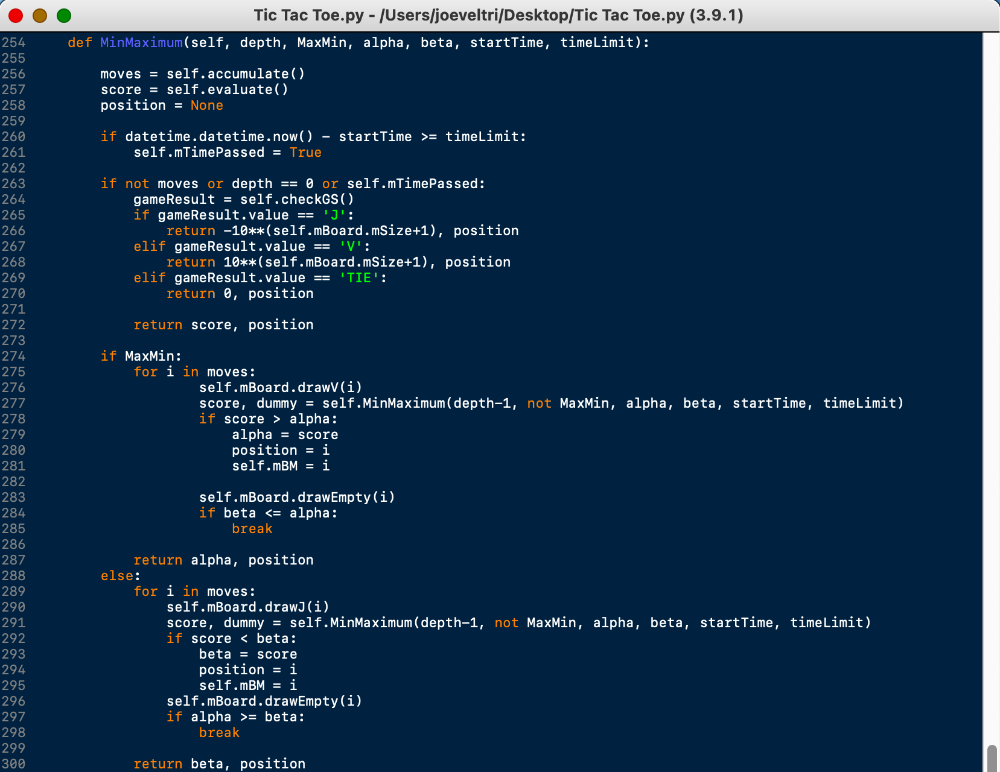 Tic Tac Toe.py - /Users/joeveltri/Desktop/Tic Tac Toe.py (3.9.1)
254     def MinMaximum(self, depth, MaxMin, alpha, beta, startTime, timeLimit):
255
256         moves = self.accumulate()
257         score = self.evaluate()
258         position = None
259
260         if datetime.datetime.now() - startTime >= timeLimit:
261             self.mTimePassed = True
262
263         if not moves or depth == 0 or self.mTimePassed:
264             gameResult = self.checkGS()
265             if gameResult.value == 'J':
266                 return -10**(self.mBoard.mSize+1), position
267             elif gameResult.value == 'V':
268                 return 10**(self.mBoard.mSize+1), position
269             elif gameResult.value == 'TIE':
270                 return 0, position
271
272             return score, position
273
274         if MaxMin:
275             for i in moves:
276                     self.mBoard.drawV(i)
277                     score, dummy = self.MinMaximum(depth-1, not MaxMin, alpha, beta, startTime, timeLimit)
278                     if score > alpha:
279                         alpha = score
280                         position = i
281                         self.mBM = i
282
283                     self.mBoard.drawEmpty(i)
284                     if beta <= alpha:
285                         break
286
287             return alpha, position
288         else:
289             for i in moves:
290                 self.mBoard.drawJ(i)
291                 score, dummy = self.MinMaximum(depth-1, not MaxMin, alpha, beta, startTime, timeLimit)
292                 if score < beta:
293                     beta = score
294                     position = i
295                     self.mBM = i
296                 self.mBoard.drawEmpty(i)
297                 if alpha >= beta:
298                     break
299
300             return beta, position